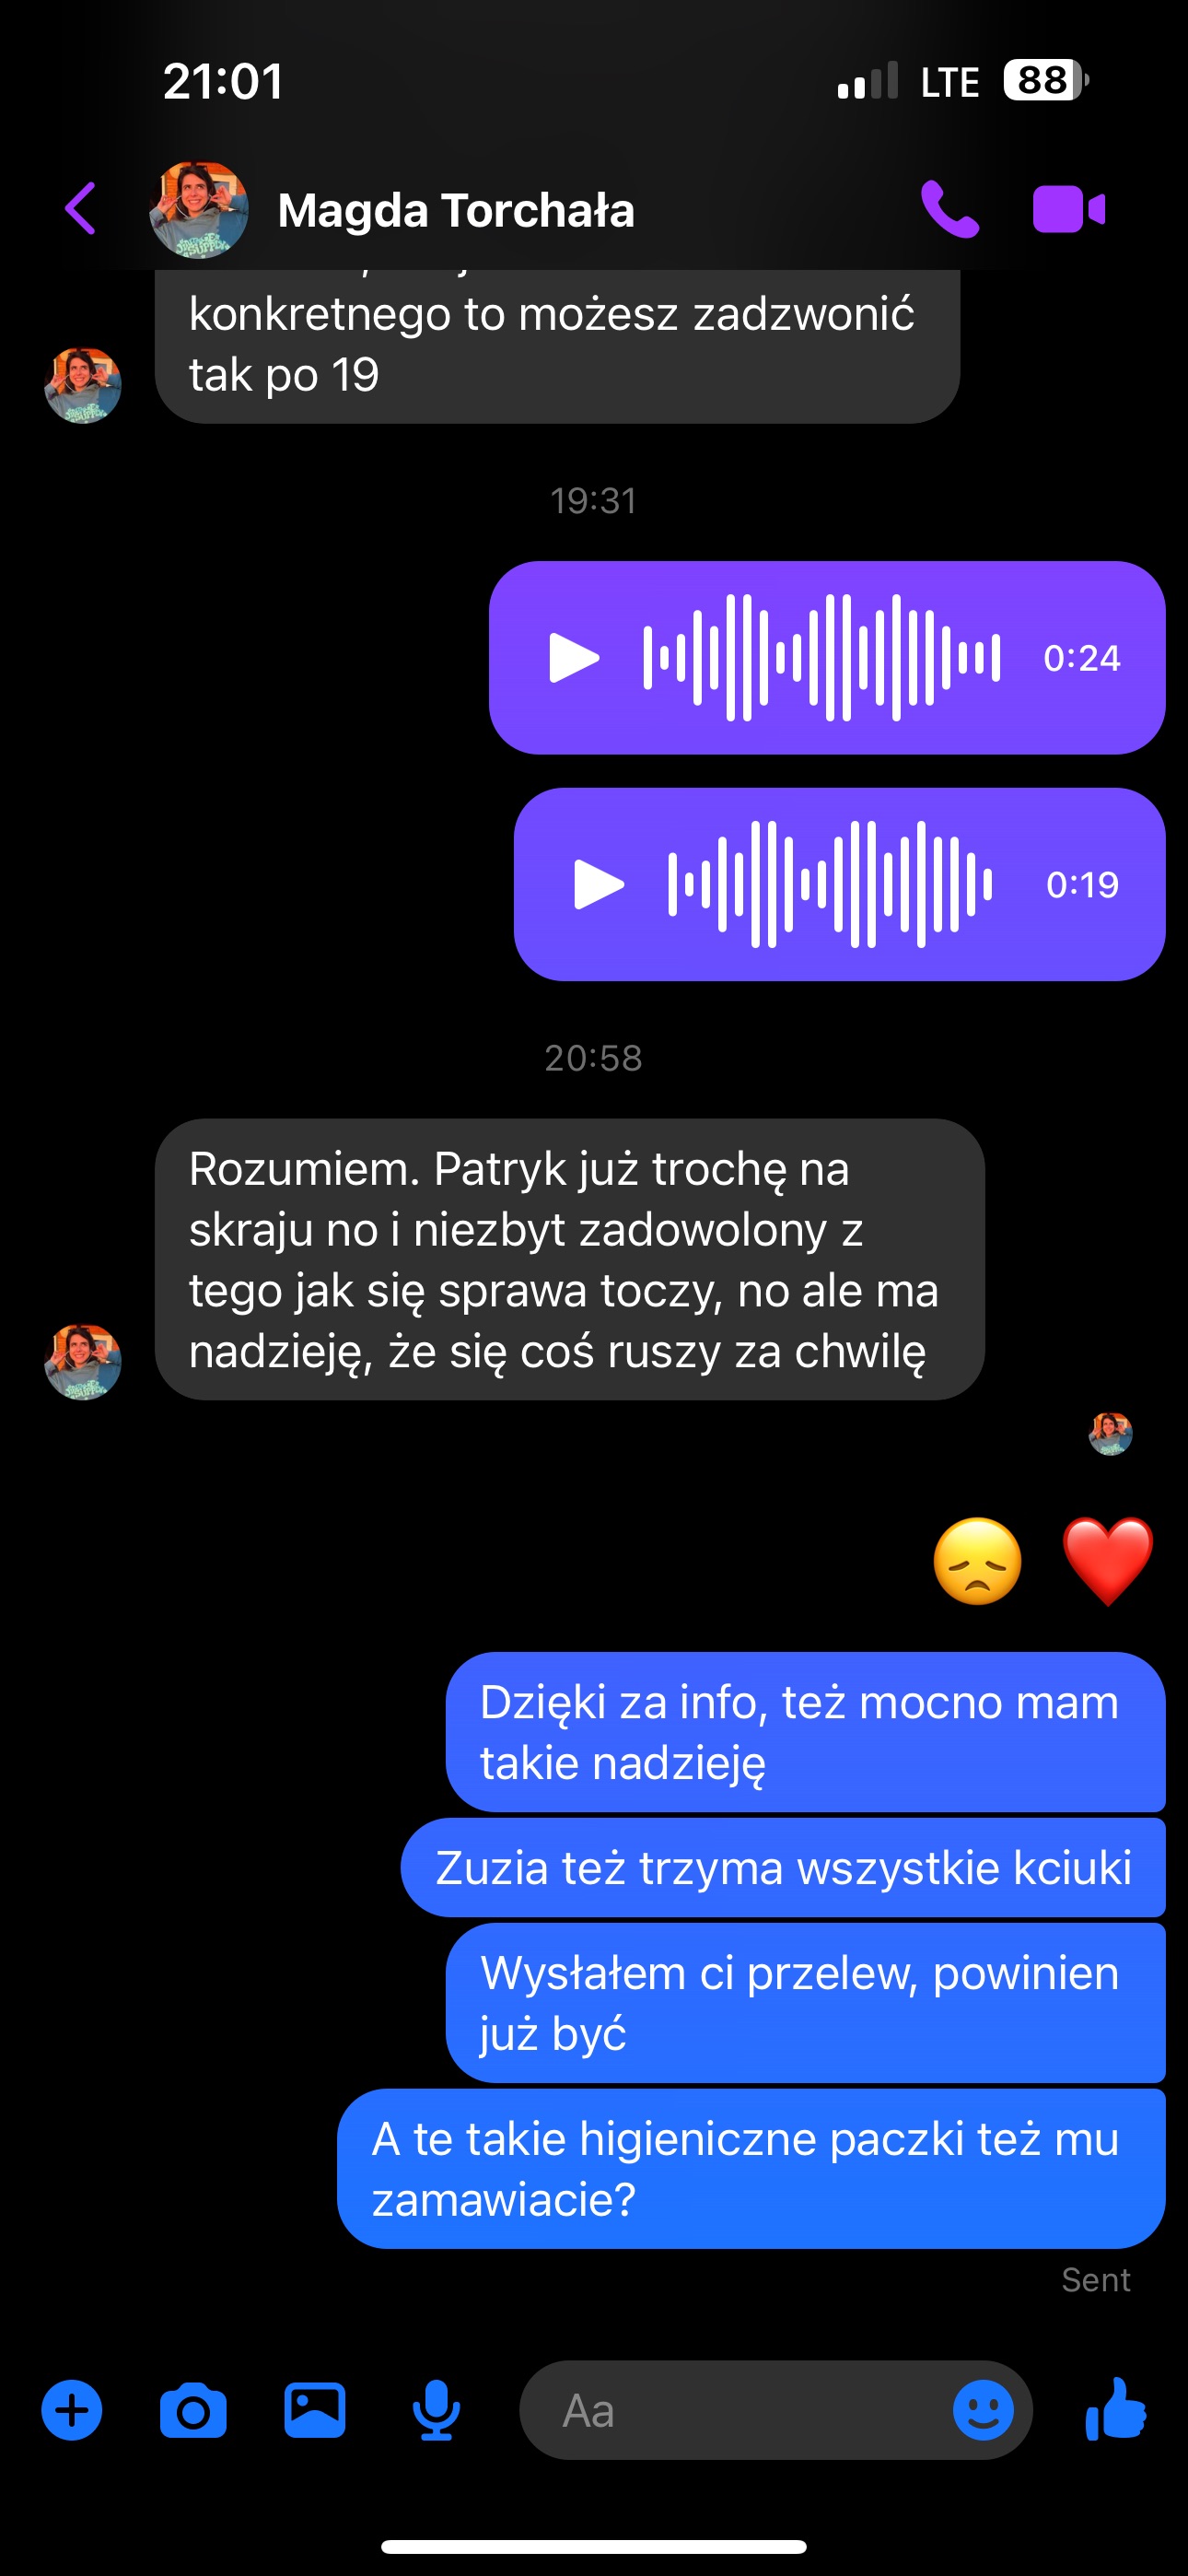 21:01
LTE
88
Magda Torchała
konkretnego to możesz zadzwonić
tak po 19
19:31
0:24
0:19
20:58
Rozumiem. Patryk już trochę na
skraju no i niezbyt zadowolony z
tego jak się sprawa toczy, no ale ma
nadzieję, że się coś ruszy za chwilę
Dzięki za info, też mocno mam
takie nadzieję
Zuzia też trzyma wszystkie kciuki
Wysłałem ci przelew, powinien
już być
A te takie higieniczne paczki też mu
zamawiacie?
Sent
Aa